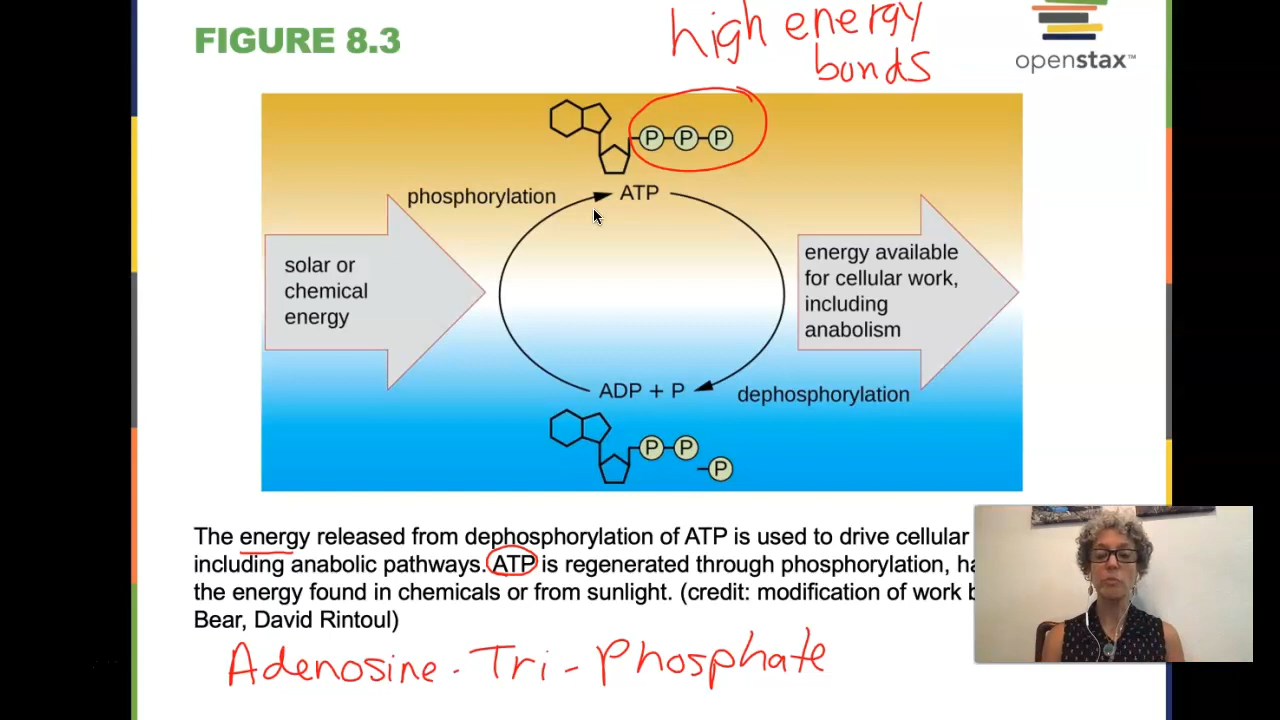 FIGURE 8.3
high energy
bonds
openstax™
P P P
phosphorylation
ATP
solar or
chemical
energy
energy available
for cellular work,
including
anabolism
ADP + P
dephosphorylation
P P
P
The energy released from dephosphorylation of ATP is used to drive cellular
including anabolic pathways. ATP is regenerated through phosphorylation,
the energy found in chemicals or from sunlight. (credit: modification of work
Bear, David Rintoul)
Adenosine - Tri - Phosphate